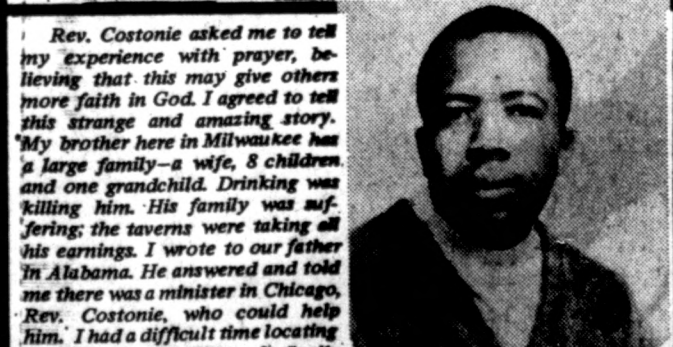 Rev. Costonie asked me to tell
my experience with prayer, be-
lieving that this may give others
more faith in God. I agreed to tell
this strange and amazing story.
My brother here in Milwaukee has
a large family—a wife, 8 children
and one grandchild. Drinking was
killing him. His family was suf-
fering; the taverns were taking all
his earnings. I wrote to our father
in Alabama. He answered and told
me there was a minister in Chicago,
Rev. Costonie, who could help
him. I had a difficult time locating